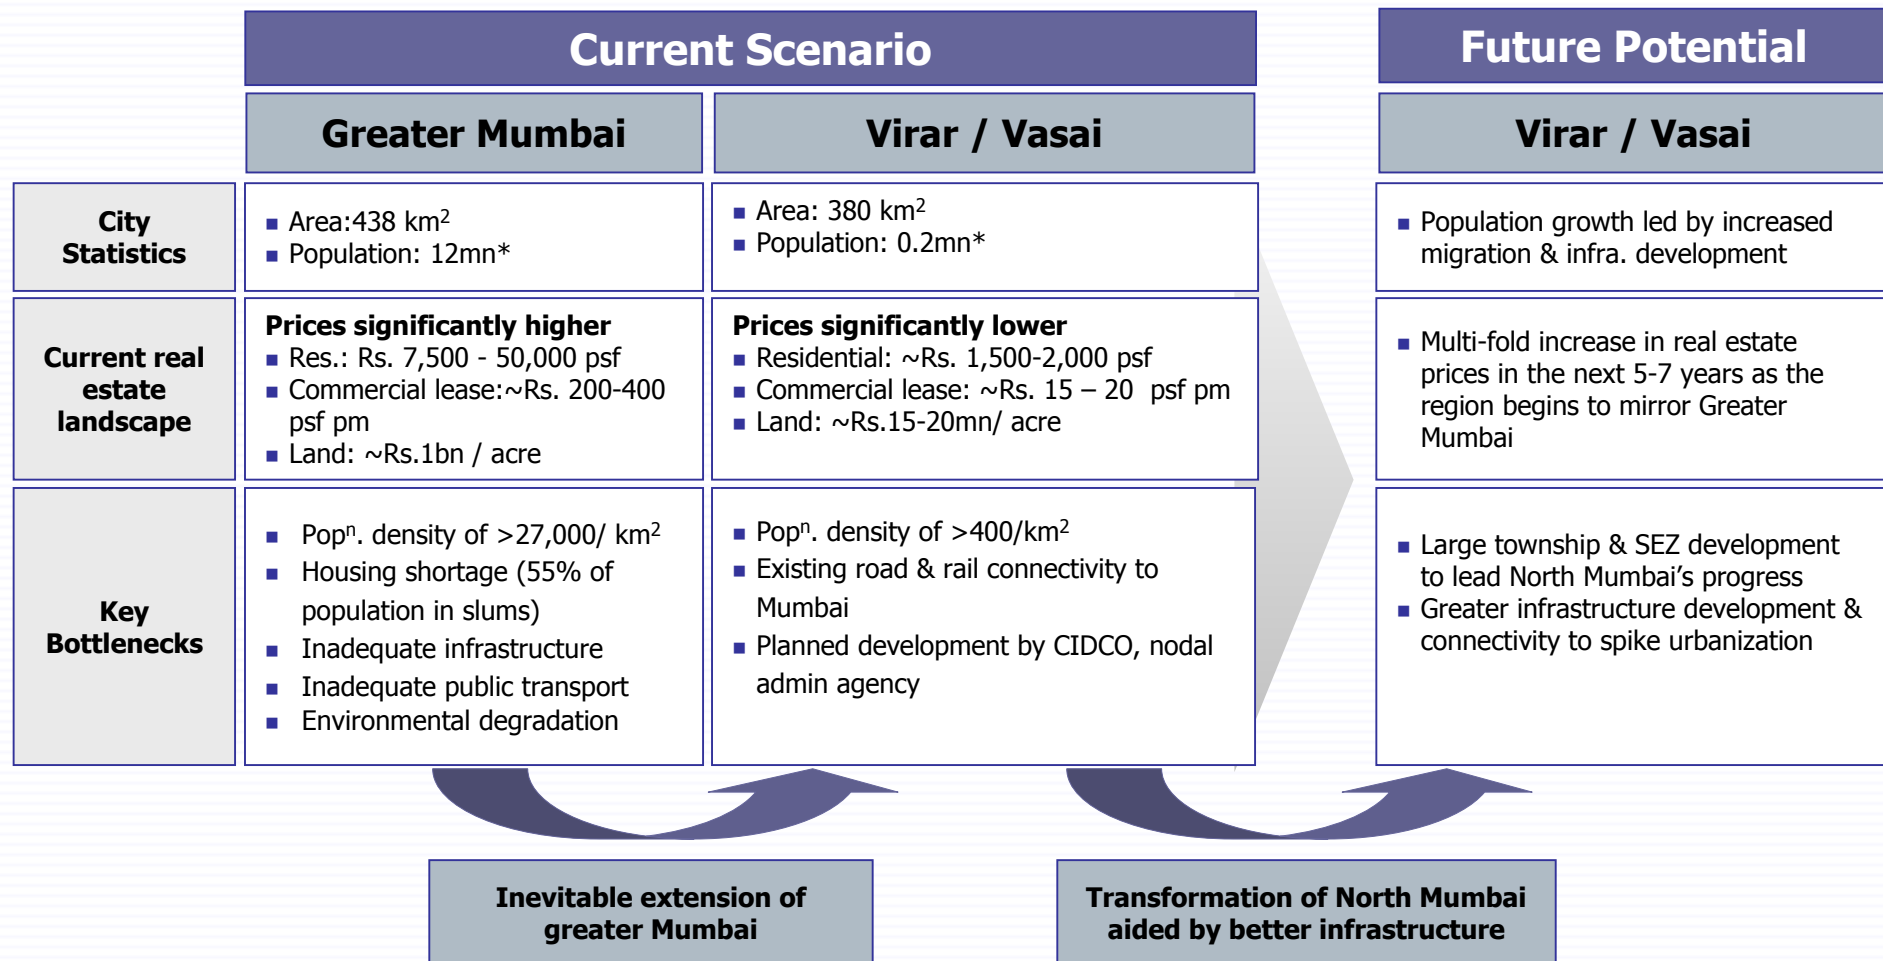 Current Scenario
Future Potential
Greater Mumbai
Virar / Vasai
Virar / Vasai
City
Statistics
■ Area:438 km²
■ Population: 12mn*
■ Area: 380 km²
■ Population: 0.2mn*
■ Population growth led by increased
migration & infra. development
Current real
estate
landscape
Prices significantly higher
■ Res.: Rs. 7,500 - 50,000 psf
■ Commercial lease:~Rs. 200-400
psf pm
■ Land: ~Rs.1bn / acre
Prices significantly lower
■ Residential: ~Rs. 1,500-2,000 psf
■ Commercial lease: ~Rs. 15 – 20 psf pm
■ Land: ~Rs.15-20mn/ acre
■ Multi-fold increase in real estate
prices in the next 5-7 years as the
region begins to mirror Greater
Mumbai
Key
Bottlenecks
■ Popⁿ. density of >27,000/ km²
■ Housing shortage (55% of
population in slums)
■ Inadequate infrastructure
■ Inadequate public transport
■ Environmental degradation
■ Popⁿ. density of >400/km²
■ Existing road & rail connectivity to
Mumbai
■ Planned development by CIDCO, nodal
admin agency
■ Large township & SEZ development
to lead North Mumbai’s progress
■ Greater infrastructure development &
connectivity to spike urbanization
Inevitable extension of
greater Mumbai
Transformation of North Mumbai
aided by better infrastructure